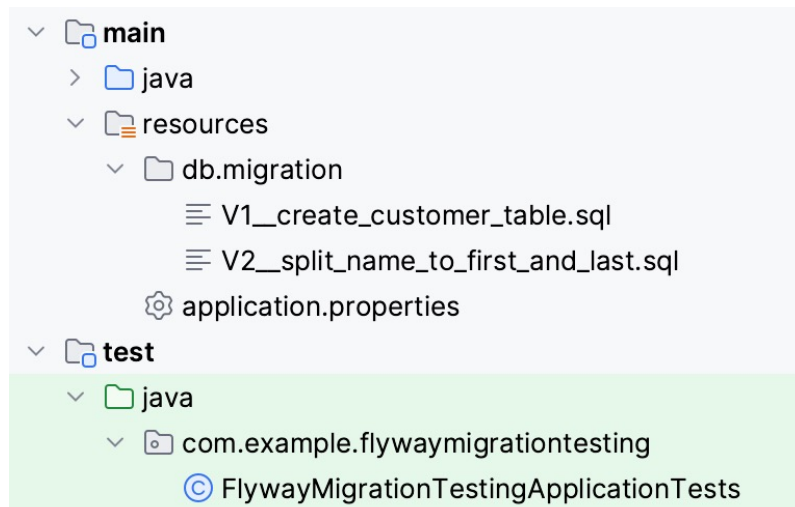 main
java
resources
db.migration
V1__create_customer_table.sql
V2__split_name_to_first_and_last.sql
application.properties
test
java
com.example.flywaymigrationtesting
C FlywayMigrationTestingApplicationTests